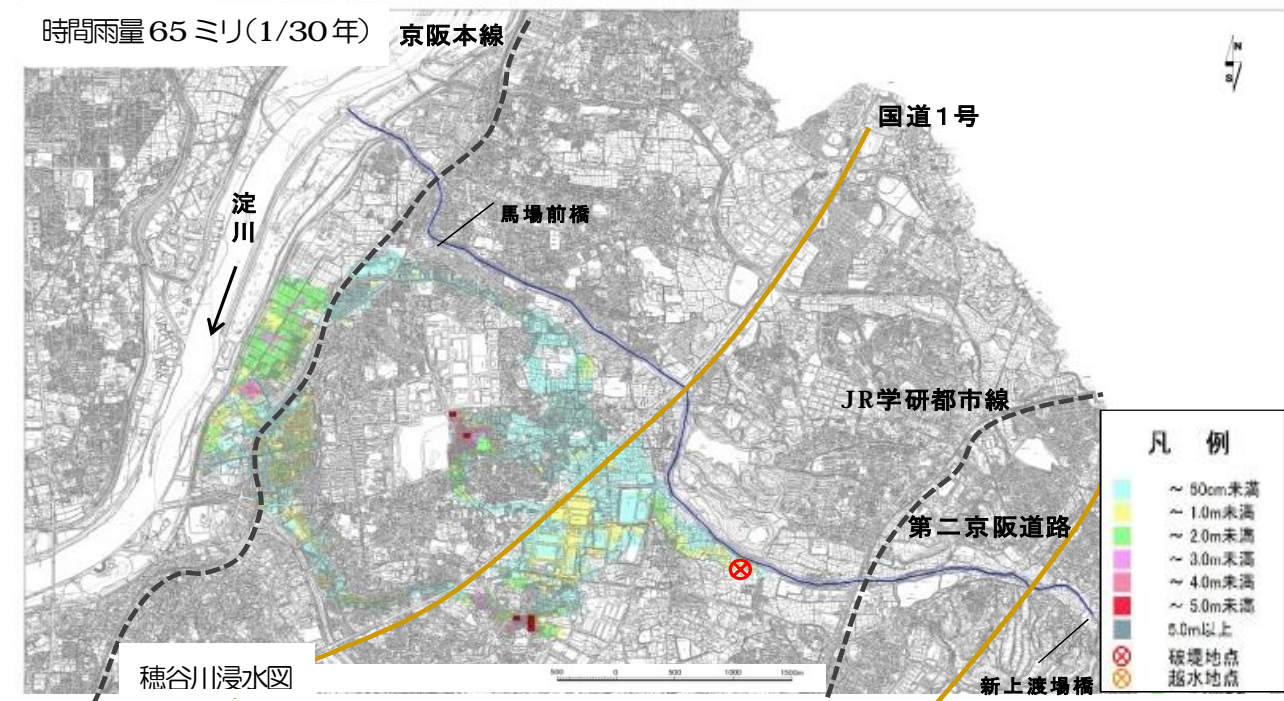 時間雨量65ミリ(1/30年)
京阪本線
N
S
国道1号
淀川
馬場前橋
JR学研都市線
凡 例
~ 50cm未満
~ 1.0m未満
~ 2.0m未満
~ 3.0m未満
~ 4.0m未満
~ 5.0m未満
5.0m以上
破堤地点
越水地点
第二京阪道路
新上渡場橋
穂谷川浸水図
500 0 500 1000 1500m